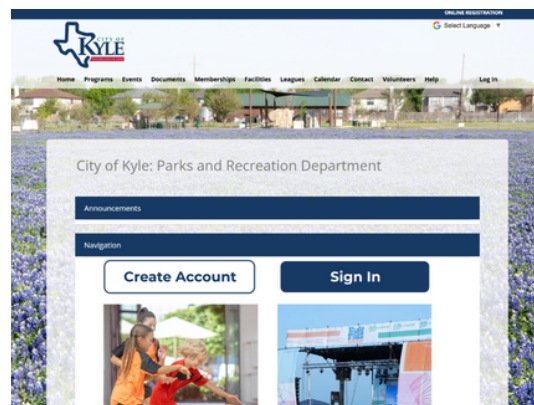 ONLINE REGISTRATION
Select Language ▼
CITY OF
KYLE
Home Programs Events Documents Memberships Facilities Leagues Calendar Contact Volunteers Help Log In
City of Kyle: Parks and Recreation Department
Announcements
Navigation
Create Account Sign In